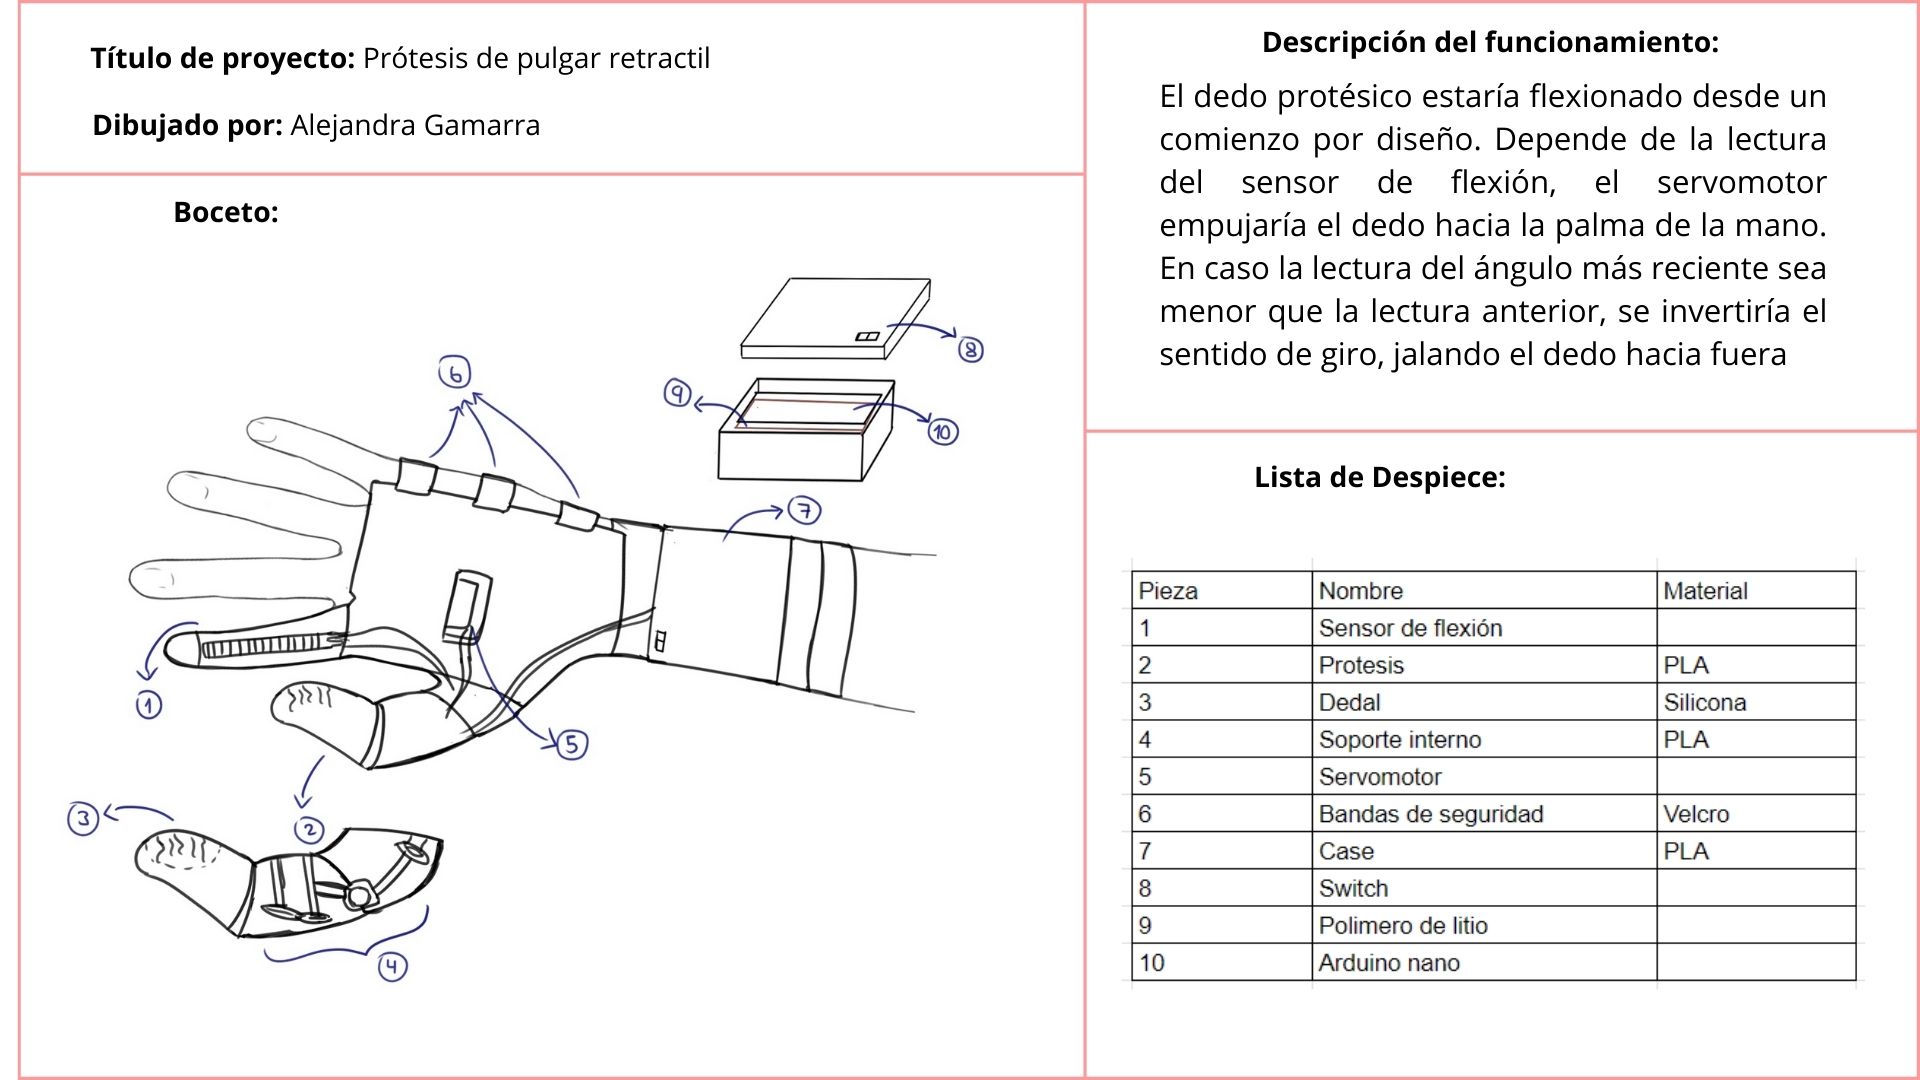 Título de proyecto: Prótesis de pulgar retractil
Dibujado por: Alejandra Gamarra
Boceto:
8
9
10
6
7
1
5
3
2
4
Descripción del funcionamiento:
El dedo protésico estaría flexionado desde un
comienzo por diseño. Depende de la lectura
del sensor de flexión, el servomotor
empujaría el dedo hacia la palma de la mano.
En caso la lectura del ángulo más reciente sea
menor que la lectura anterior, se invertiría el
sentido de giro, jalando el dedo hacia fuera
Lista de Despiece:
Pieza Nombre Material
1 Sensor de flexión
2 Protesis PLA
3 Dedal Silicona
4 Soporte interno PLA
5 Servomotor
6 Bandas de seguridad Velcro
7 Case PLA
8 Switch
9 Polimero de litio
10 Arduino nano